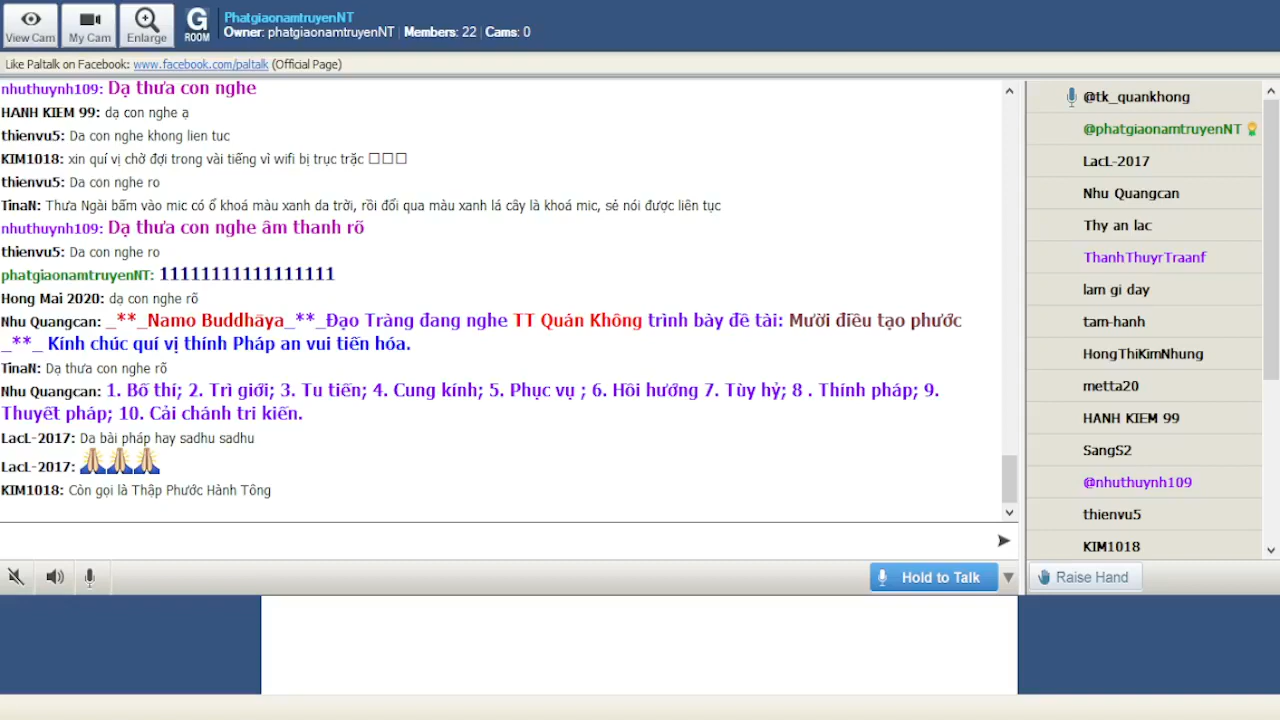 View Cam
My Cam
Enlarge
G
ROOM
PhatgiaonamtruyenNT
Owner: phatgiaonamtruyenNT | Members: 22 | Cams: 0
Like Paltalk on Facebook: www.facebook.com/paltalk (Official Page)
nhuthuynh109: Dạ thưa con nghe
HANH KIEM 99: dạ con nghe ạ
thienvu5: Da con nghe khong lien tuc
KIM1018: xin quí vị chờ đợi trong vài tiếng vì wifi bị trục trặc □□□
thienvu5: Da con nghe ro
TinaN: Thưa Ngài bấm vào mic có ổ khoá màu xanh da trời, rồi đổi qua màu xanh lá cây là khoá mic, sẻ nói được liên tục
nhuthuynh109: Dạ thưa con nghe âm thanh rõ
thienvu5: Da con nghe ro
phatgiaonamtruyenNT: 11111111111111111
Hong Mai 2020: dạ con nghe rõ
Nhu Quangcan: _**_Namo Buddhāya_**_Đạo Tràng đang nghe TT Quán Không trình bày đề tài: Mười điều tạo phước
_**_ Kính chúc quí vị thính Pháp an vui tiến hóa.
TinaN: Dạ thưa con nghe rõ
Nhu Quangcan: 1. Bố thí; 2. Trì giới; 3. Tu tiến; 4. Cung kính; 5. Phục vụ ; 6. Hồi hướng 7. Tùy hỷ; 8 . Thính pháp; 9.
Thuyết pháp; 10. Cải chánh tri kiến.
LacL-2017: Da bài pháp hay sadhu sadhu
LacL-2017: 🙏🙏🙏
KIM1018: Còn gọi là Thập Phước Hành Tông
Hold to Talk
@tk_quankhong
@phatgiaonamtruyenNT
LacL-2017
Nhu Quangcan
Thy an lac
ThanhThuyrTraanf
lam gi day
tam-hanh
HongThiKimNhung
metta20
HANH KIEM 99
SangS2
@nhuthuynh109
thienvu5
KIM1018
Raise Hand